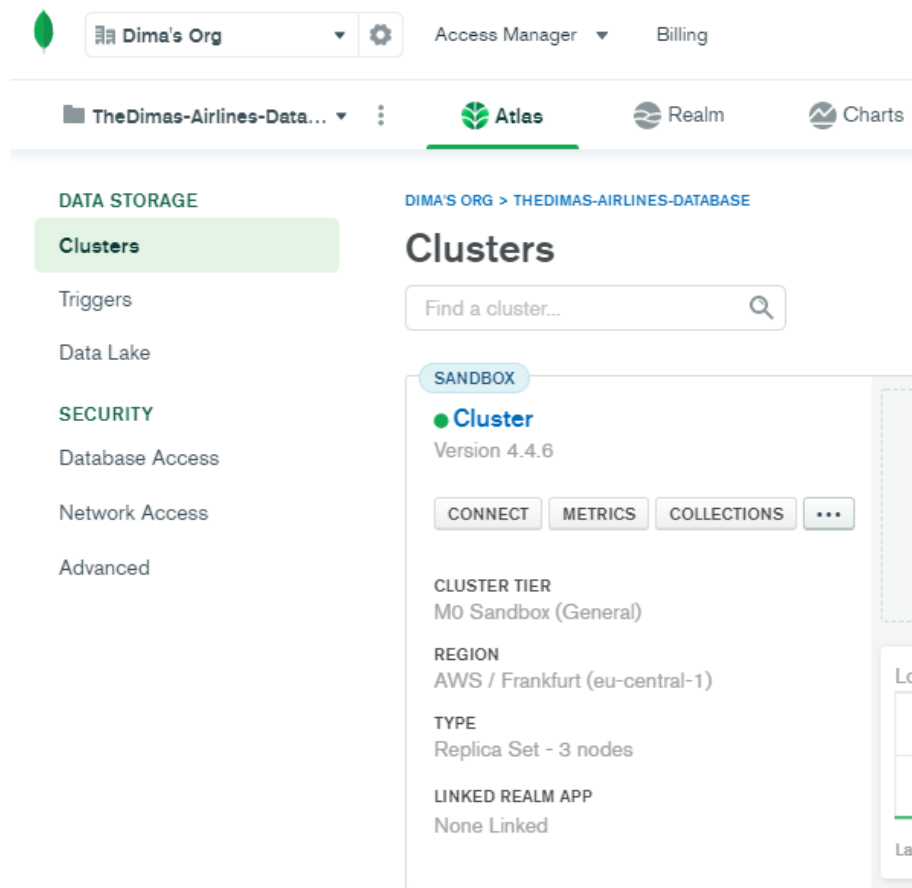 Dima's Org Access Manager Billing
TheDimas-Airlines-Data... Atlas Realm Charts
DATA STORAGE
Clusters
Triggers
Data Lake
SECURITY
Database Access
Network Access
Advanced
DIMA'S ORG > THEDIMAS-AIRLINES-DATABASE
Clusters
Find a cluster...
SANDBOX
Cluster
Version 4.4.6
CONNECT METRICS COLLECTIONS ...
CLUSTER TIER
M0 Sandbox (General)
REGION
AWS / Frankfurt (eu-central-1)
TYPE
Replica Set - 3 nodes
LINKED REALM APP
None Linked